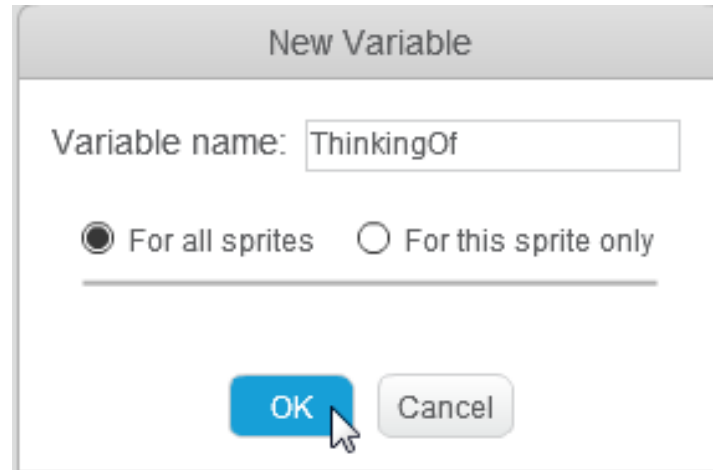 New Variable
Variable name: ThinkingOf
For all sprites For this sprite only
OK Cancel